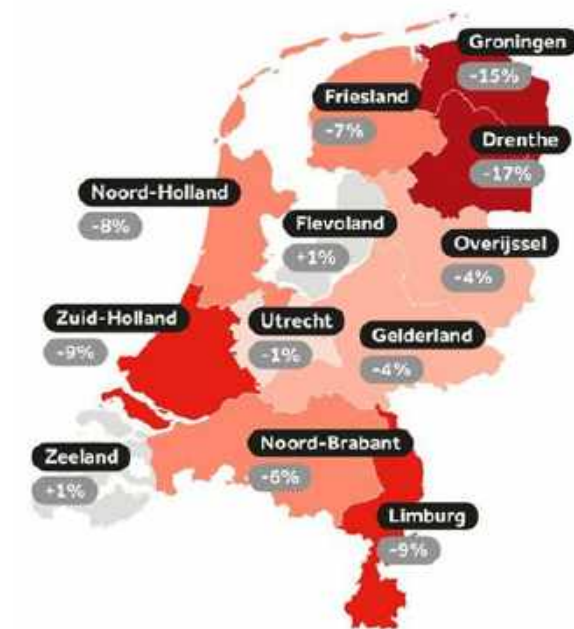 Groningen
-15%
Friesland
-7%
Drenthe
-17%
Noord-Holland
-8%
Flevoland
+1%
Overijssel
-4%
Zuid-Holland
-9%
Utrecht
-1%
Gelderland
-4%
Noord-Brabant
-6%
Zeeland
+1%
Limburg
-9%